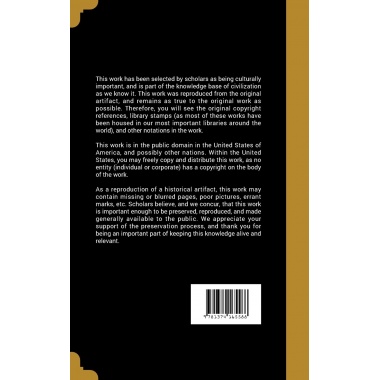 This work has been selected by scholars as being culturally
important, and is part of the knowledge base of civilization
as we know it. This work was reproduced from the original
artifact, and remains as true to the original work as
possible. Therefore, you will see the original copyright
references, library stamps (as most of these works have
been housed in our most important libraries around the
world), and other notations in the work.
This work is in the public domain in the United States of
America, and possibly other nations. Within the United
States, you may freely copy and distribute this work, as no
entity (individual or corporate) has a copyright on the body
of the work.
As a reproduction of a historical artifact, this work may
contain missing or blurred pages, poor pictures, errant
marks, etc. Scholars believe, and we concur, that this work
is important enough to be preserved, reproduced, and made
generally available to the public. We appreciate your
support of the preservation process, and thank you for
being an important part of keeping this knowledge alive and
relevant.